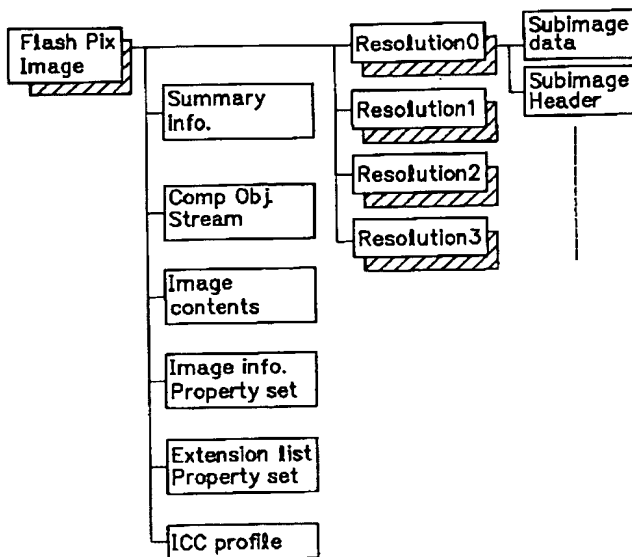 Flash Pix
Image
Resolution0
Subimage
data
Subimage
Header
Resolution1
Resolution2
Resolution3
Summary
info.
Comp Obj.
Stream
Image
contents
Image info.
Property set
Extension list
Property set
ICC profile